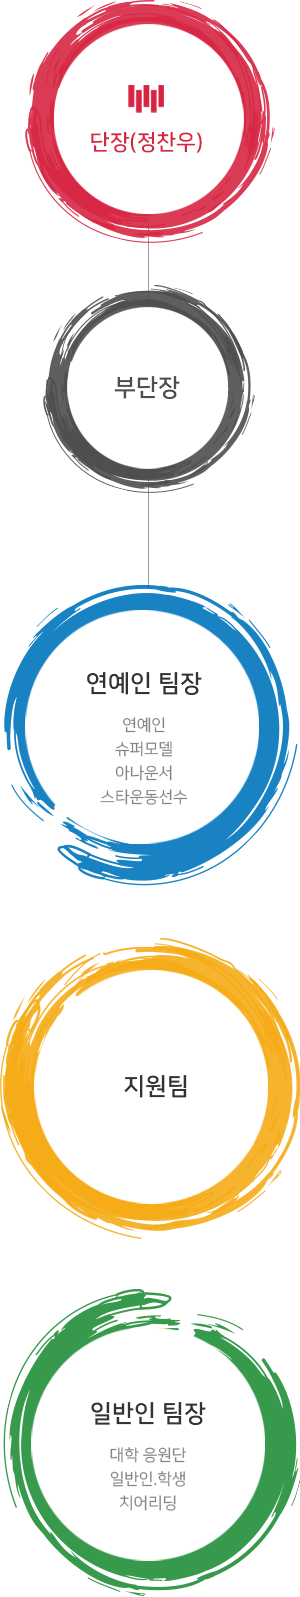 단장(정찬우)
부단장
연예인 팀장
연예인
슈퍼모델
아나운서
스타운동선수
지원팀
일반인 팀장
대학 응원단
일반인.학생
치어리딩